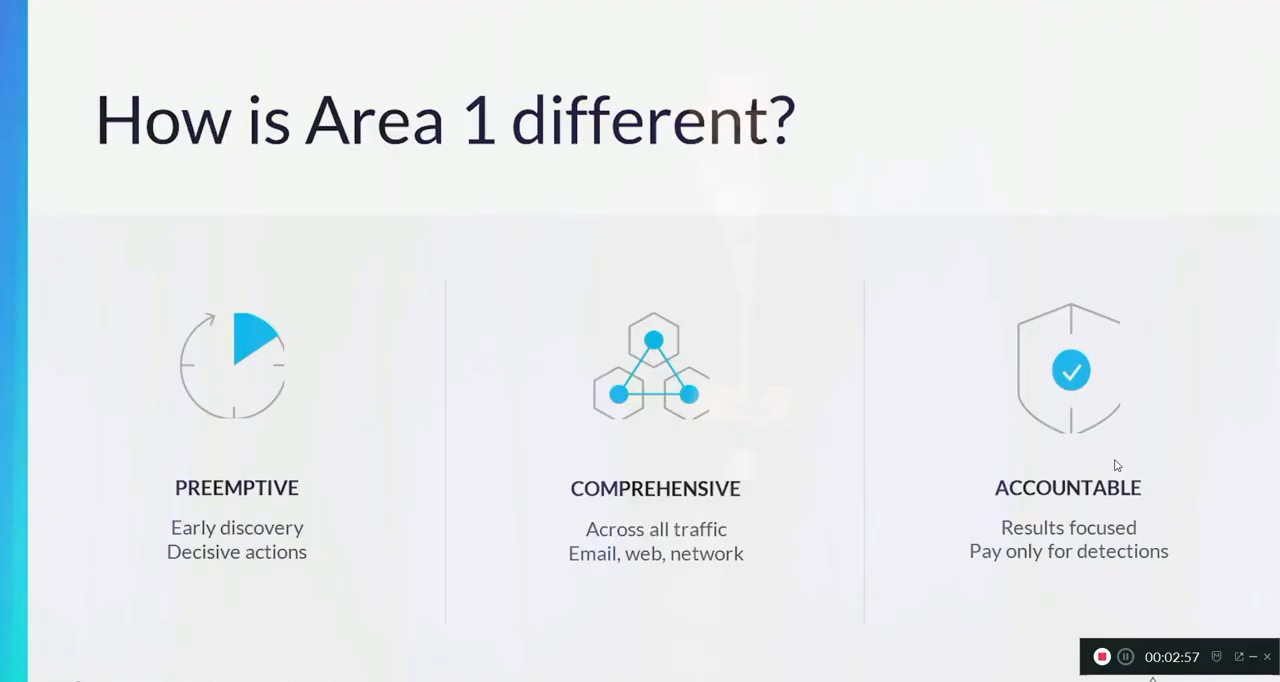 How is Area 1 different?
PREEMPTIVE
Early discovery
Decisive actions
COMPREHENSIVE
Across all traffic
Email, web, network
ACCOUNTABLE
Results focused
Pay only for detections
00:02:57